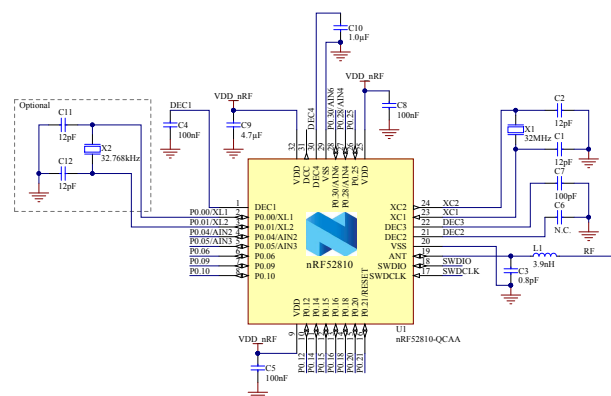 C10
1.0µF
VDD_nRF
VDD_nRF
Optional
C11
12pF
X2
32.768kHz
C12
12pF
DEC1
C4
100nF
C9
4.7µF
DEC4
P0.30/AIN6
P0.28/AIN4
P0.25
C8
100nF
C2
12pF
X1
32MHz
C1
12pF
C7
100pF
C6
N.C.
32
31
30
29
28
27
26
25
VDD
DCC
DEC4
VSS
P0.30/AIN6
P0.28/AIN4
P0.25
VDD
P0.00/XL1
P0.01/XL2
P0.04/AIN2
P0.05/AIN3
P0.06
P0.09
P0.10
1
2
3
4
5
6
7
8
DEC1
P0.00/XL1
P0.01/XL2
P0.04/AIN2
P0.05/AIN3
P0.06
P0.09
P0.10
nRF52810
XC2
XC1
DEC3
DEC2
VSS
ANT
SWDIO
SWDCLK
24
23
22
21
20
19
17
XC2
XC1
DEC3
DEC2
SWDIO
SWDCLK
L1
3.9nH
RF
C3
0.8pF
VDD
P0.12
P0.14
P0.15
P0.16
P0.18
P0.20
P0.21/RESET
U1
nRF52810-QCAA
9
10
VDD_nRF
C5
100nF
P0.12
P0.14
P0.15
P0.16
P0.18
P0.20
P0.21